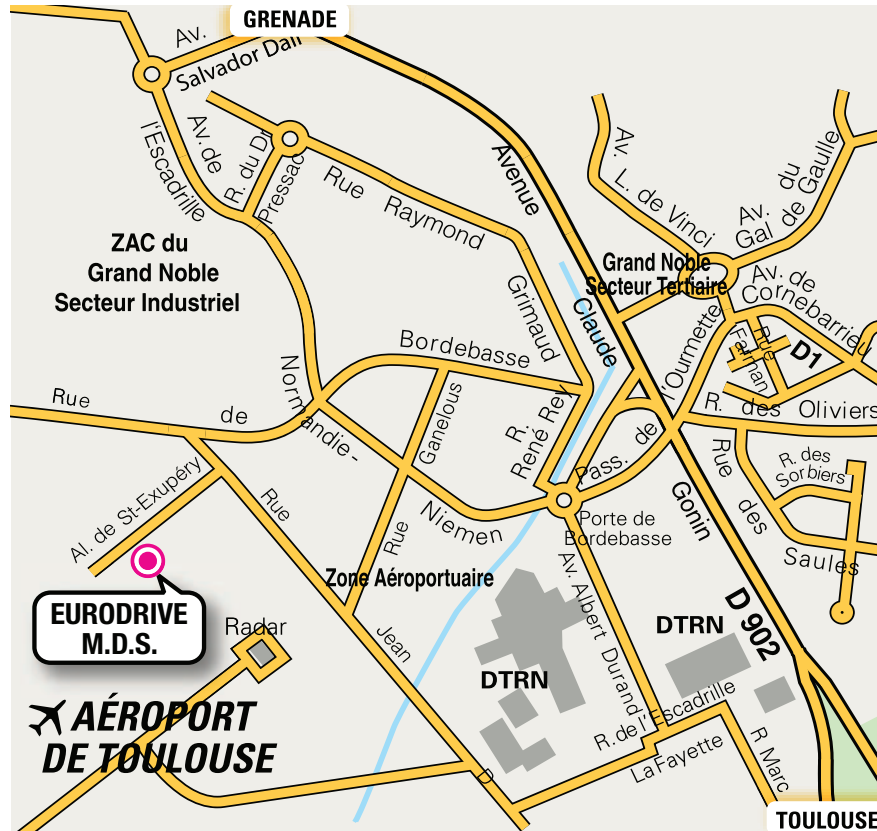 GRENADE
Av.
Salvador Dali
Av. de
l'Escadrille
R. du Dr
Pressac
Rue
Raymond
Grimaud
Avenue
Claude
Gonin
D 902
Av.
L. de Vinci
Av.
Gal de Gaulle
du
Grand Noble
Secteur Tertiaire
Av. de
Cornebarrieu
Rue
Farman
D1
ZAC du
Grand Noble
Secteur Industriel
Bordebasse
Rue
de
Normandie-
Niemen
Rue
Ganelous
R.
René Rey
Pass. de l'Ourmette
R. des Oliviers
Rue
des
Saules
R. des
Sorbiers
Al. de St-Exupéry
Rue
Jean
D
Porte de
Bordebasse
Av. Albert Durand
Zone Aéroportuaire
EURODRIVE
M.D.S.
Radar
DTRN
DTRN
R. de l'Escadrille
La Fayette
R Marc
AÉROPORT
DE TOULOUSE
TOULOUSE